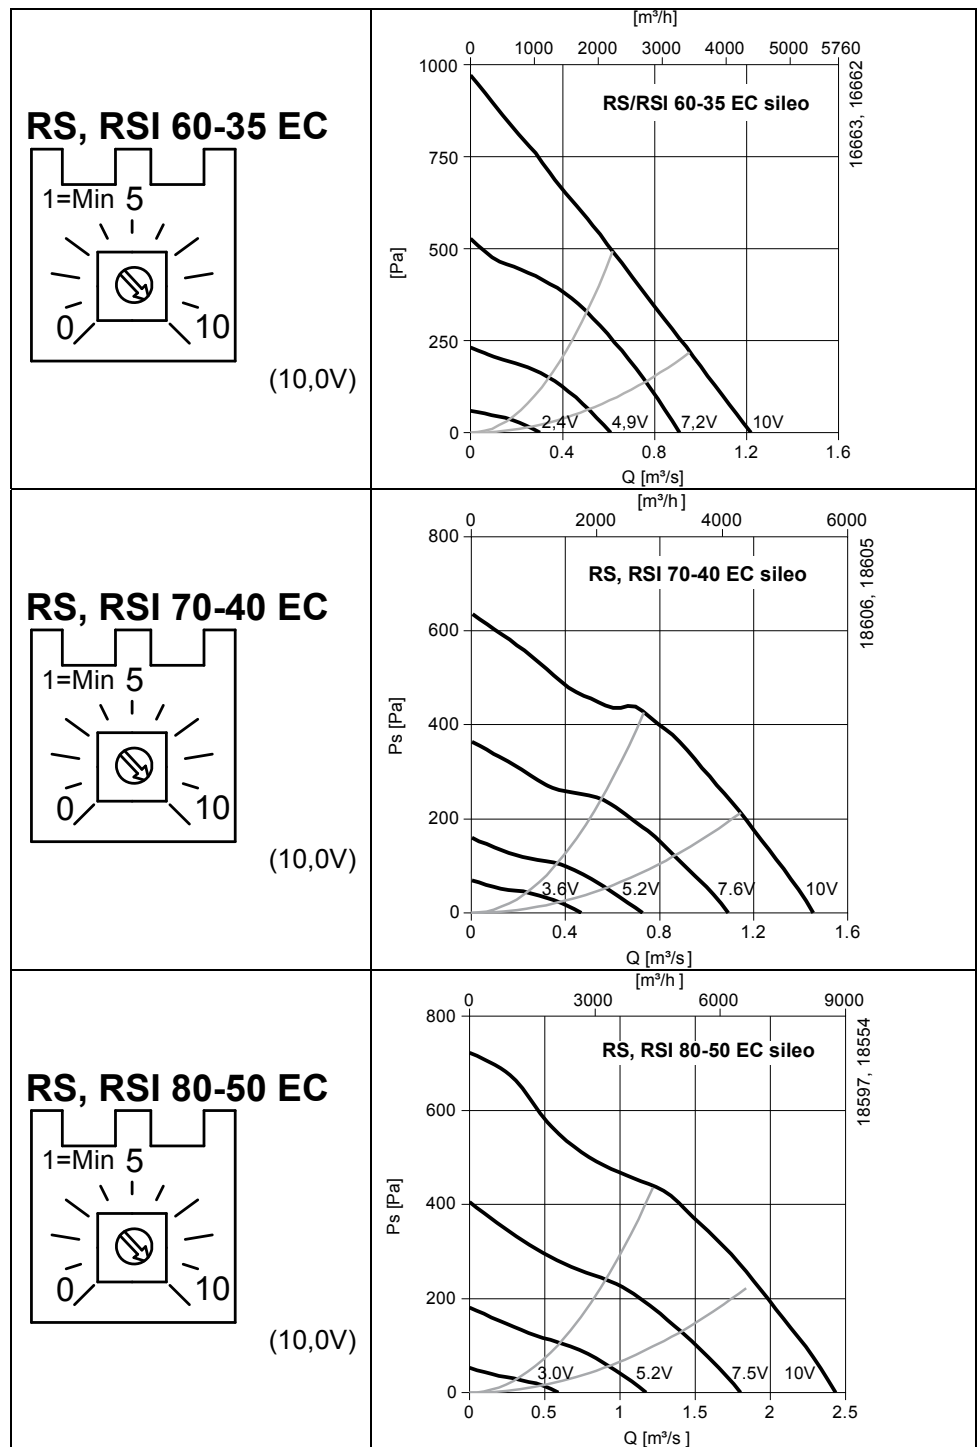 RS, RSI 60-35 EC
1=Min 5
0 10
(10,0V)
[m³/h]
0 1000 2200 3000 4400 5000 5760
1000
750
500
250
0
[Pa]
RS/RSI 60-35 EC sileo
2,4V 4,9V 7,2V 10V
0 0.4 0.8 1.2 1.6
Q [m³/s]
16663, 16662
RS, RSI 70-40 EC
1=Min 5
0 10
(10,0V)
[m³/h ]
0 2000 4000 6000
800
600
400
200
0
Ps [Pa]
RS, RSI 70-40 EC sileo
3.6V 5.2V 7.6V 10V
0 0.4 0.8 1.2 1.6
Q [m³/s ]
18606, 18605
RS, RSI 80-50 EC
1=Min 5
0 10
(10,0V)
[m³/h ]
0 3000 6000 9000
800
600
400
200
0
Ps [Pa]
RS, RSI 80-50 EC sileo
3.0V 5.2V 7.5V 10V
0 0.5 1 1.5 2 2.5
Q [m³/s ]
18597, 18554